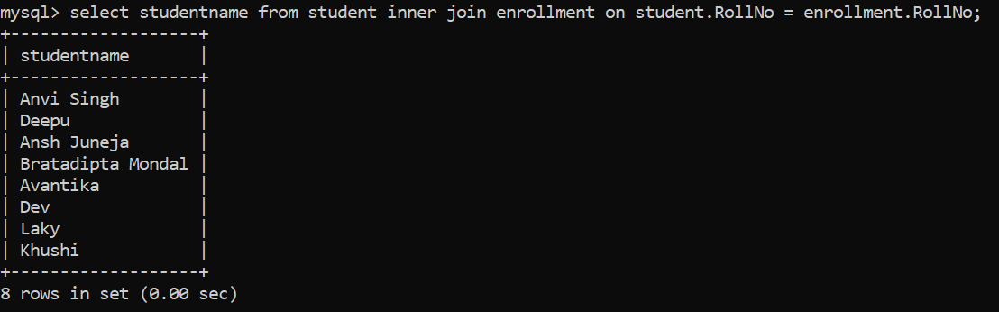 mysql> select studentname from student inner join enrollment on student.RollNo = enrollment.RollNo;
+-------------------+
| studentname       |
+-------------------+
| Anvi Singh        |
| Deepu             |
| Ansh Juneja       |
| Bratadipta Mondal |
| Avantika          |
| Dev               |
| Laky              |
| Khushi            |
+-------------------+
8 rows in set (0.00 sec)